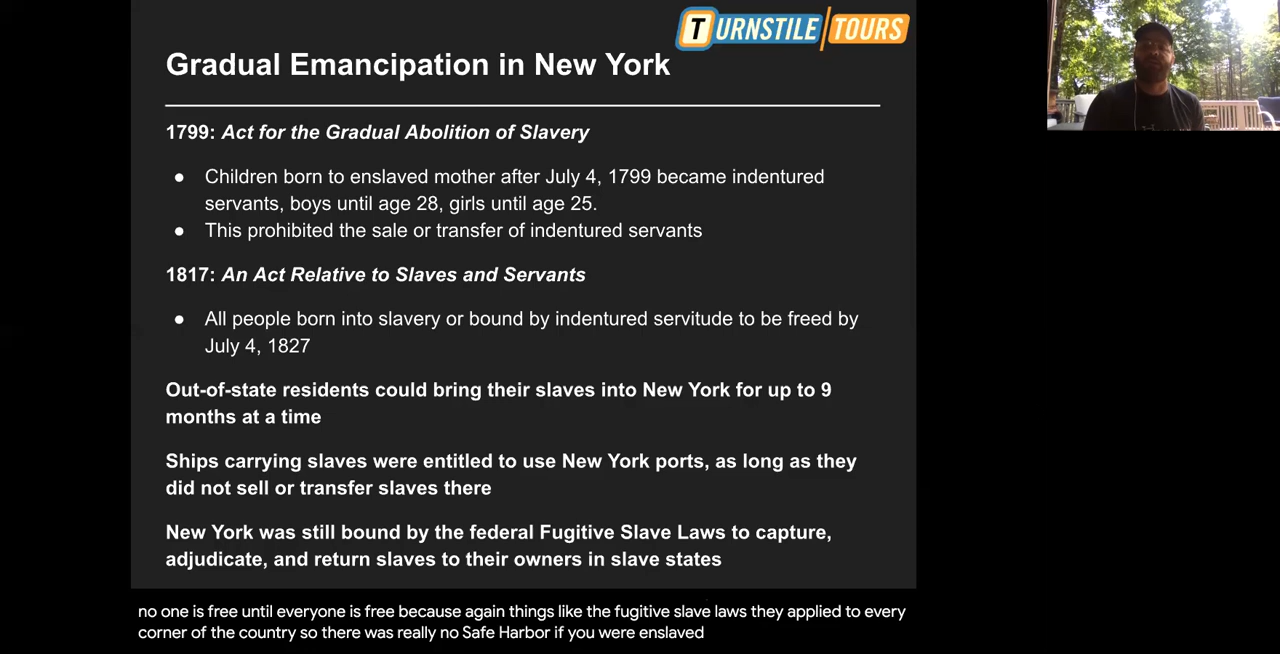 TURNSTILE/TOURS
Gradual Emancipation in New York
1799: Act for the Gradual Abolition of Slavery
● Children born to enslaved mother after July 4, 1799 became indentured
servants, boys until age 28, girls until age 25.
● This prohibited the sale or transfer of indentured servants
1817: An Act Relative to Slaves and Servants
● All people born into slavery or bound by indentured servitude to be freed by
July 4, 1827
Out-of-state residents could bring their slaves into New York for up to 9
months at a time
Ships carrying slaves were entitled to use New York ports, as long as they
did not sell or transfer slaves there
New York was still bound by the federal Fugitive Slave Laws to capture,
adjudicate, and return slaves to their owners in slave states
no one is free until everyone is free because again things like the fugitive slave laws they applied to every
corner of the country so there was really no Safe Harbor if you were enslaved